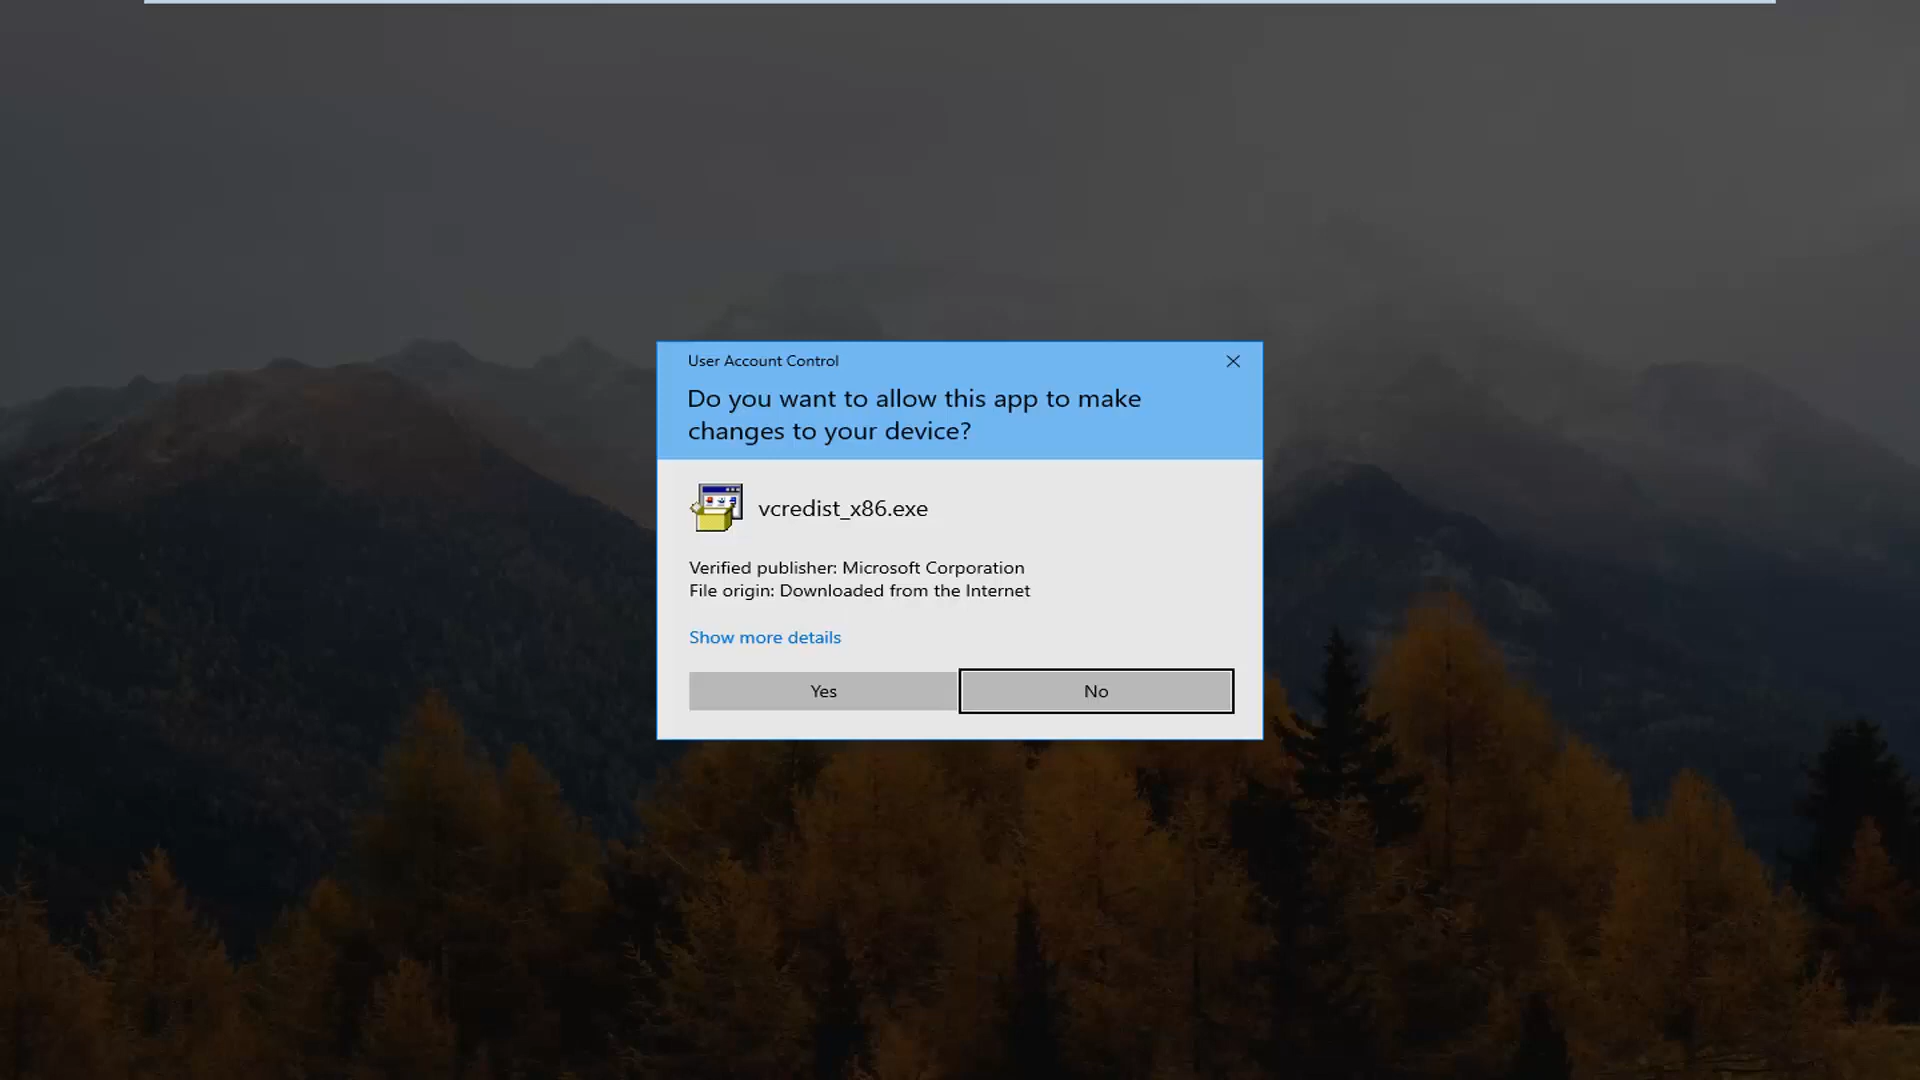 User Account Control
Do you want to allow this app to make
changes to your device?
vcredist_x86.exe
Verified publisher: Microsoft Corporation
File origin: Downloaded from the Internet
Show more details
Yes
No